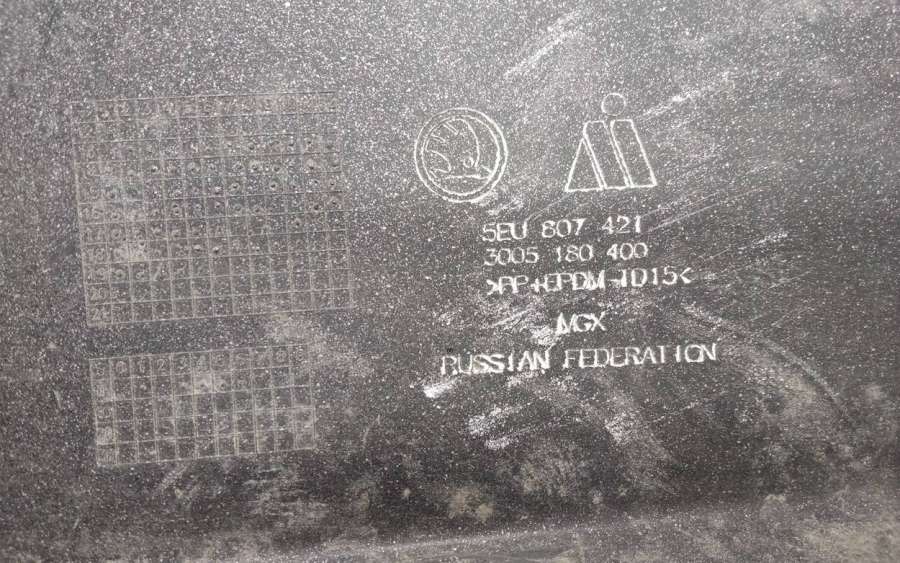 5EU 807 421
3005 180 400
>PP+EPDM-TD15<
MGX
RUSSIAN FEDERATION